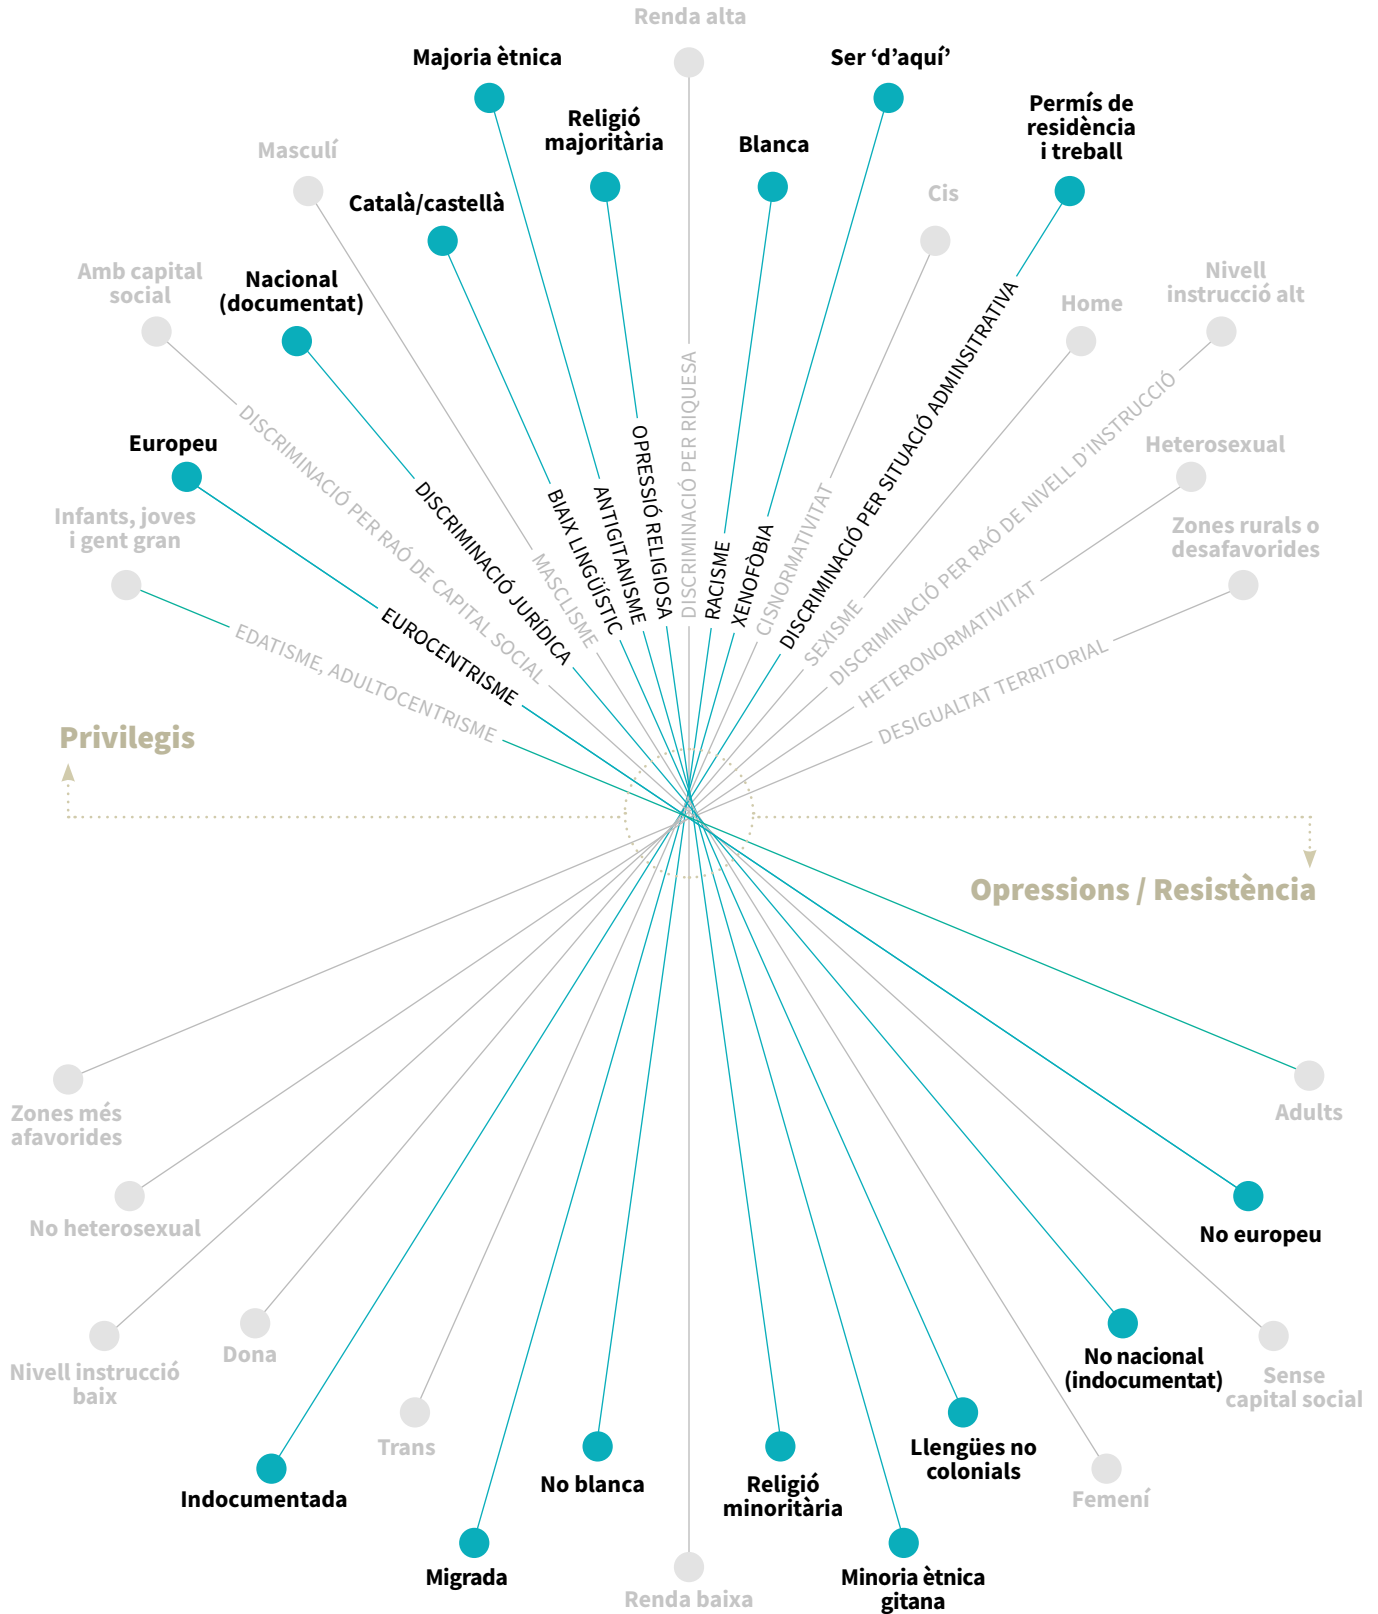 Renda alta
Majoria ètnica
Ser ‘d’aquí’
Permís de
residència
i treball
Religió
majoritària
Blanca
Masculí
Català/castellà
Cis
Amb capital
social
Nacional
(documentat)
Nivell
instrucció alt
Home
Europeu
Heterosexual
Infants, joves
i gent gran
Zones rurals o
desafavorides
EDATISME, ADULTOCENTRISME
EUROCENTRISME
DISCRIMINACIÓ PER RAÓ DE CAPITAL SOCIAL
DISCRIMINACIÓ JURÍDICA
MASCLISME
BIAIX LINGÜÍSTIC
ANTIGITANISME
OPRESSIÓ RELIGIOSA
DISCRIMINACIÓ PER RIQUESA
RACISME
XENOFÒBIA
CISNORMATIVITAT
DISCRIMINACIÓ PER SITUACIÓ ADMINSITRATIVA
SEXISME
DISCRIMINACIÓ PER RAÓ DE NIVELL D’INSTRUCCIÓ
HETERONORMATIVITAT
DESIGUALTAT TERRITORIAL
Privilegis
Opressions / Resistència
Zones més
afavorides
Adults
No heterosexual
No europeu
Nivell instrucció
baix
Dona
No nacional
(indocumentat)
Sense
capital social
Trans
Llengües no
colonials
Indocumentada
No blanca
Religió
minoritària
Femení
Migrada
Renda baixa
Minoria ètnica
gitana